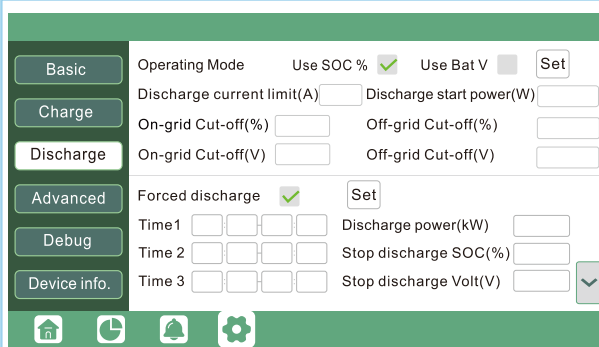 Basic
Charge
Discharge
Advanced
Debug
Device info.
Operating Mode Use SOC % Use Bat V Set
Discharge current limit(A) Discharge start power(W)
On-grid Cut-off(%) Off-grid Cut-off(%)
On-grid Cut-off(V) Off-grid Cut-off(V)
Forced discharge Set
Time1 Discharge power(kW)
Time 2 Stop discharge SOC(%)
Time 3 Stop discharge Volt(V)